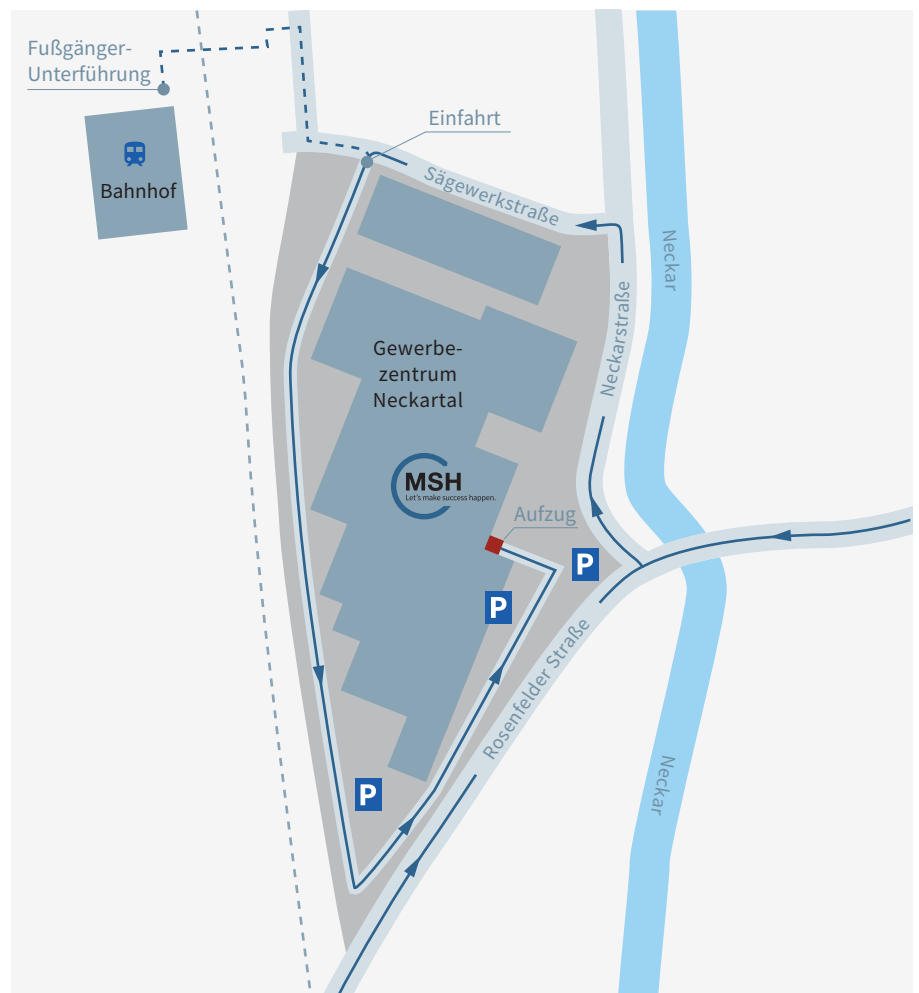 Fußgänger-
Unterführung
Bahnhof
Einfahrt
Sägewerkstraße
Neckar
Neckarstraße
Gewerbe-
zentrum
Neckartal
MSH
Let's make success happen.
Aufzug
P
P
Rosenfelder Straße
Neckar
P